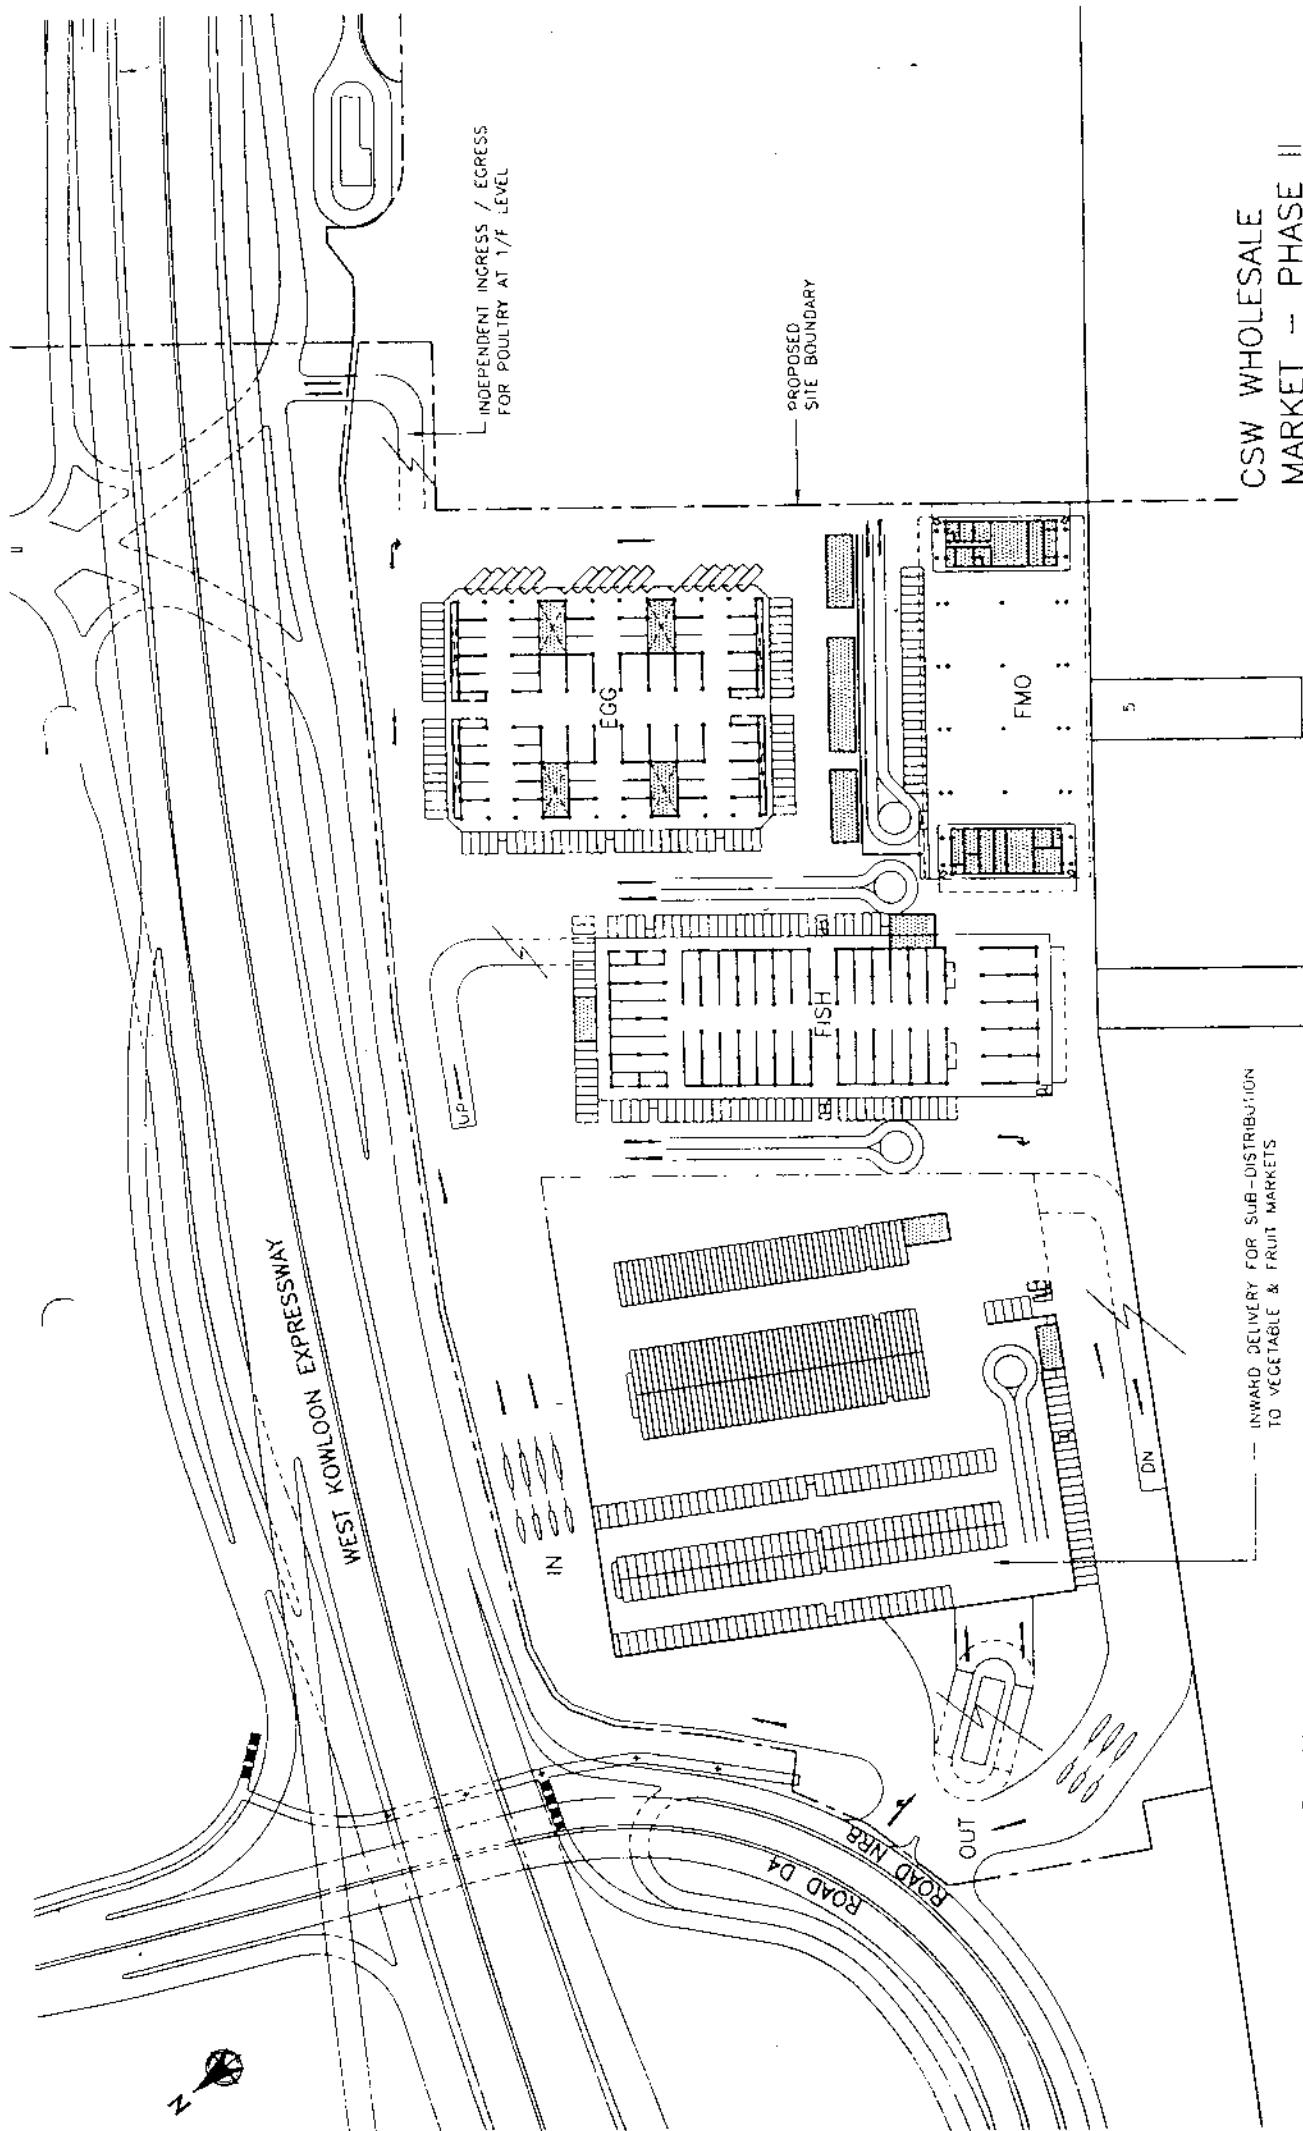 CSW WHOLESALE
MARKET - PHASE II
INDEPENDENT INGRESS / EGRESS
FOR POULTRY AT 1/F LEVEL
PROPOSED
SITE BOUNDARY
WEST KOWLOON EXPRESSWAY
EGG
FMO
5
FISH
UP
IN
DN
INWARD DELIVERY FOR SUB-DISTRIBUTION
TO VEGETABLE & FRUIT MARKETS
OUT
ROAD NR8
ROAD D4
N